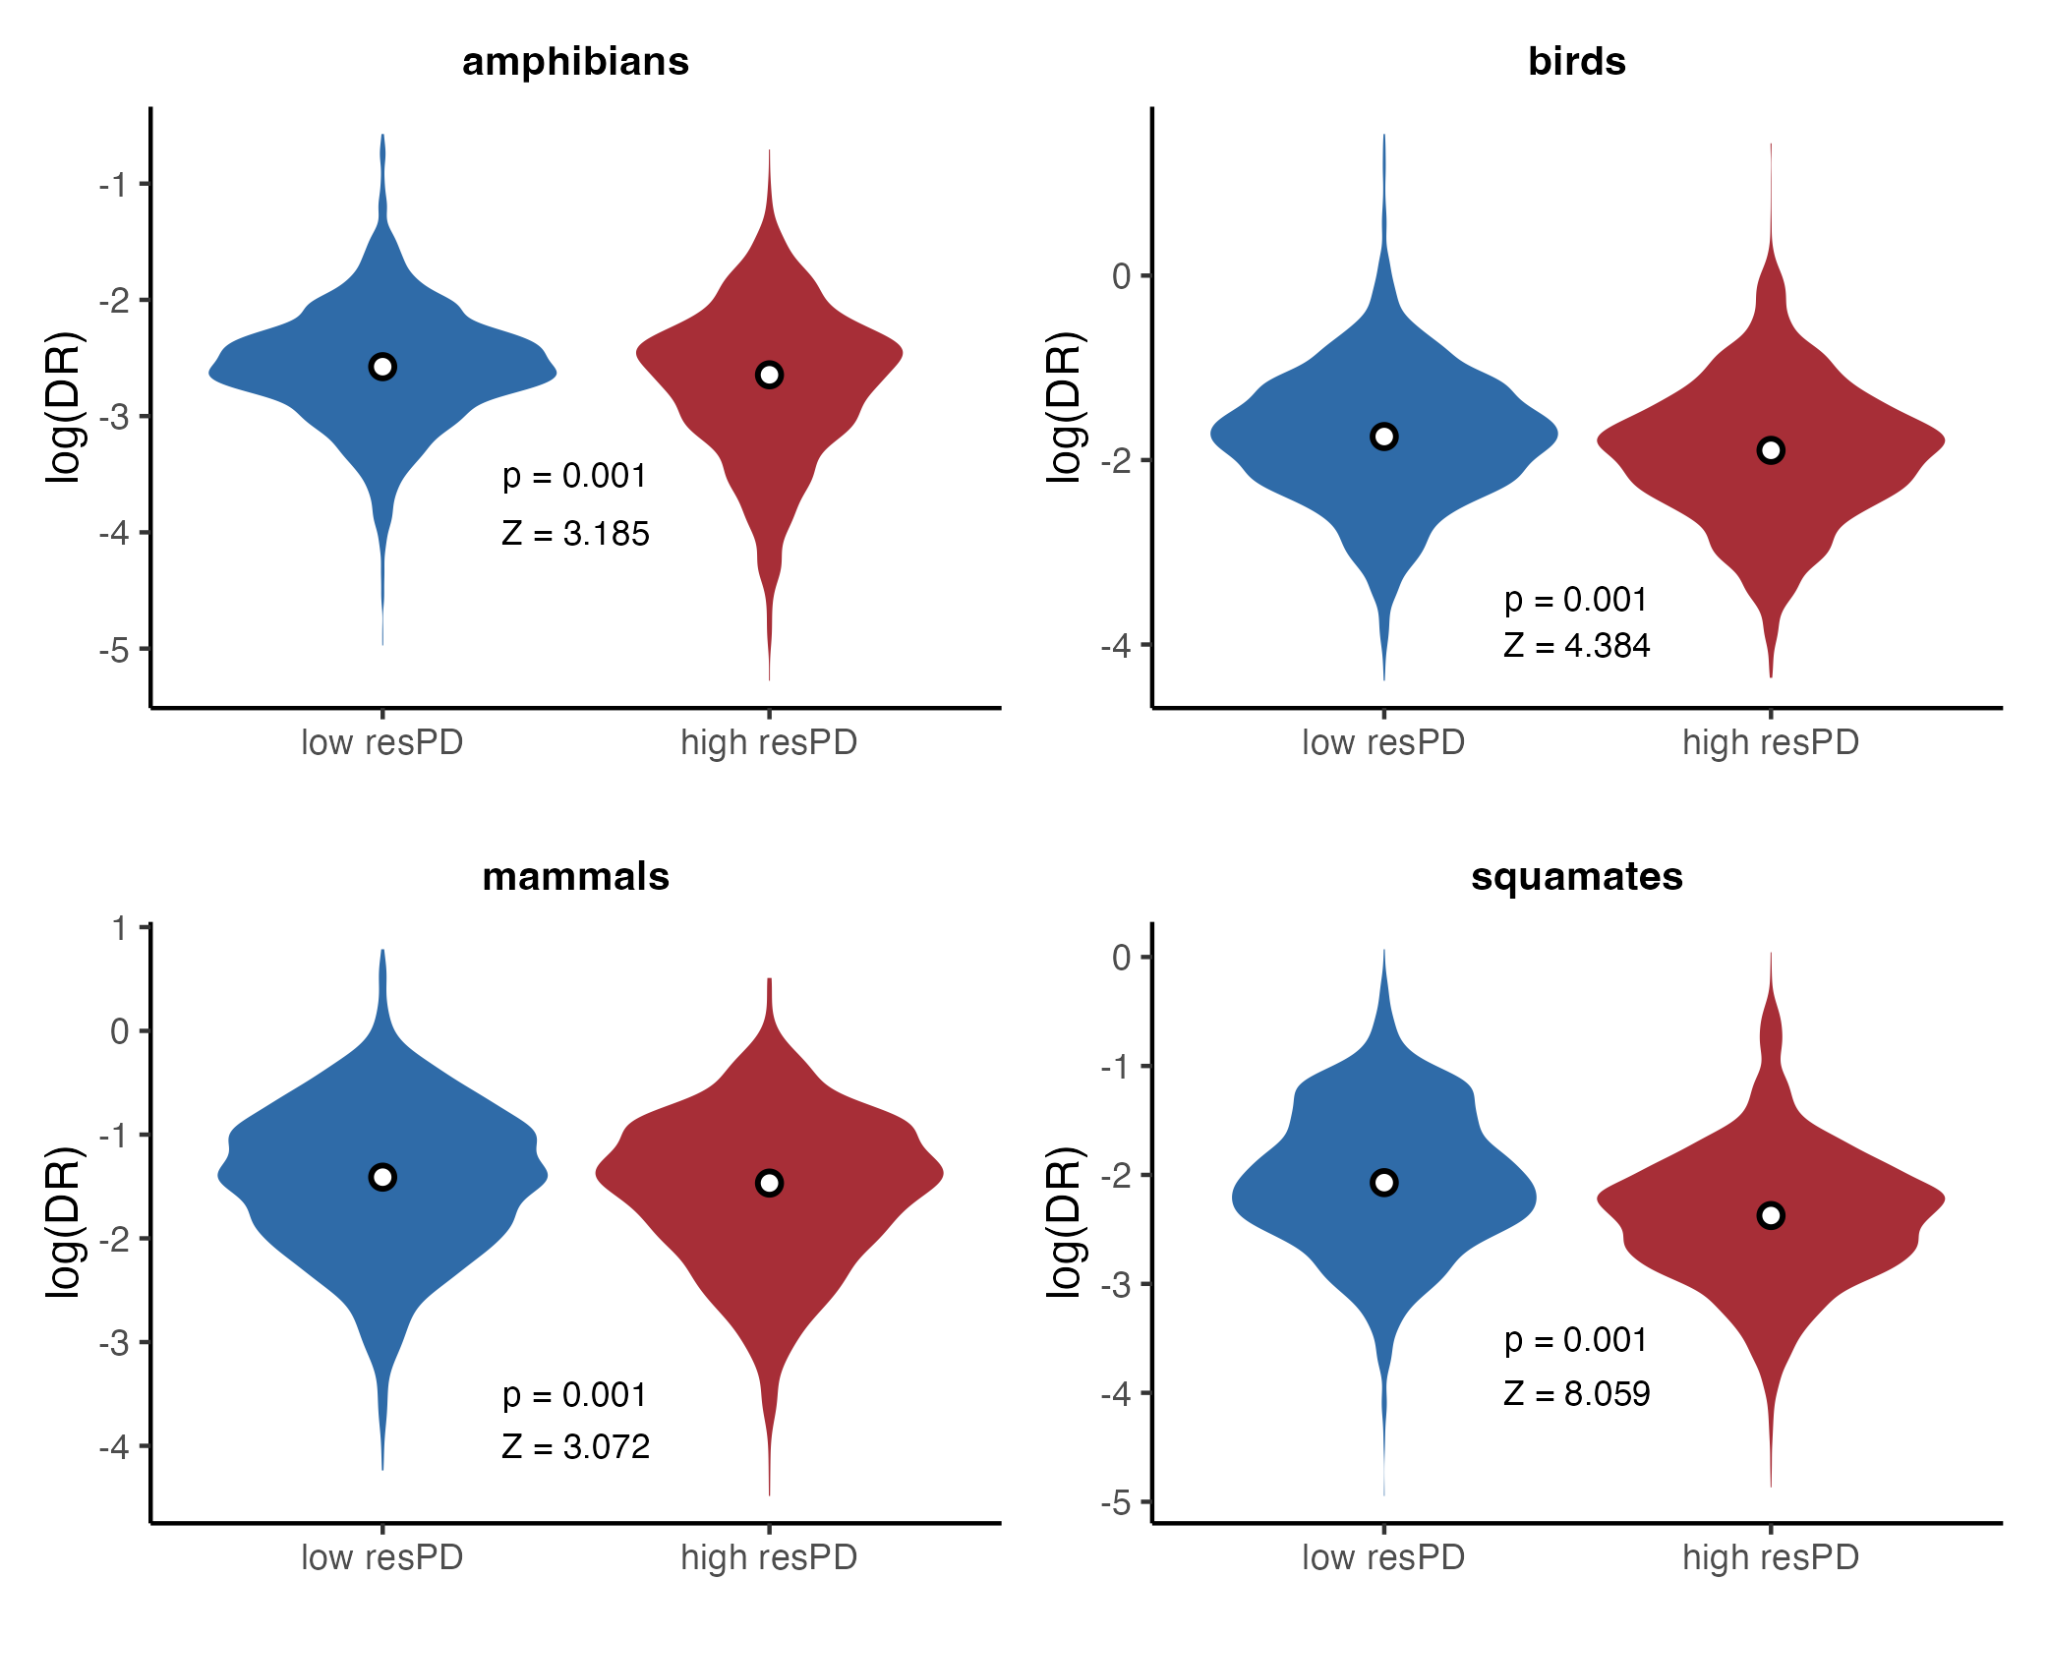 amphibians
log(DR)
-1
-2
-3
-4
-5
p = 0.001
Z = 3.185
low resPD
high resPD
birds
log(DR)
0
-2
-4
p = 0.001
Z = 4.384
low resPD
high resPD
mammals
log(DR)
1
0
-1
-2
-3
-4
p = 0.001
Z = 3.072
low resPD
high resPD
squamates
log(DR)
0
-1
-2
-3
-4
-5
p = 0.001
Z = 8.059
low resPD
high resPD